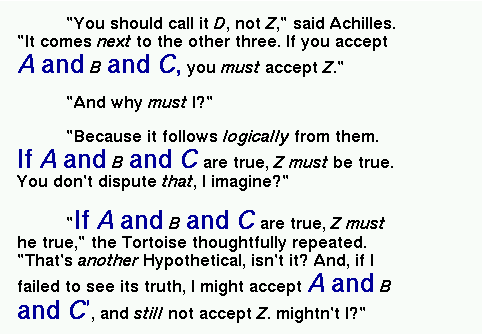 "You should call it D, not Z," said Achilles.
"It comes next to the other three. If you accept
A and B and C, you must accept Z."
"And why must I?"
"Because it follows logically from them.
If A and B and C are true, Z must be true.
You don't dispute that, I imagine?"
"If A and B and C are true, Z must
he true," the Tortoise thoughtfully repeated.
"That's another Hypothetical, isn't it? And, if I
failed to see its truth, I might accept A and B
and C', and still not accept Z. mightn't I?"